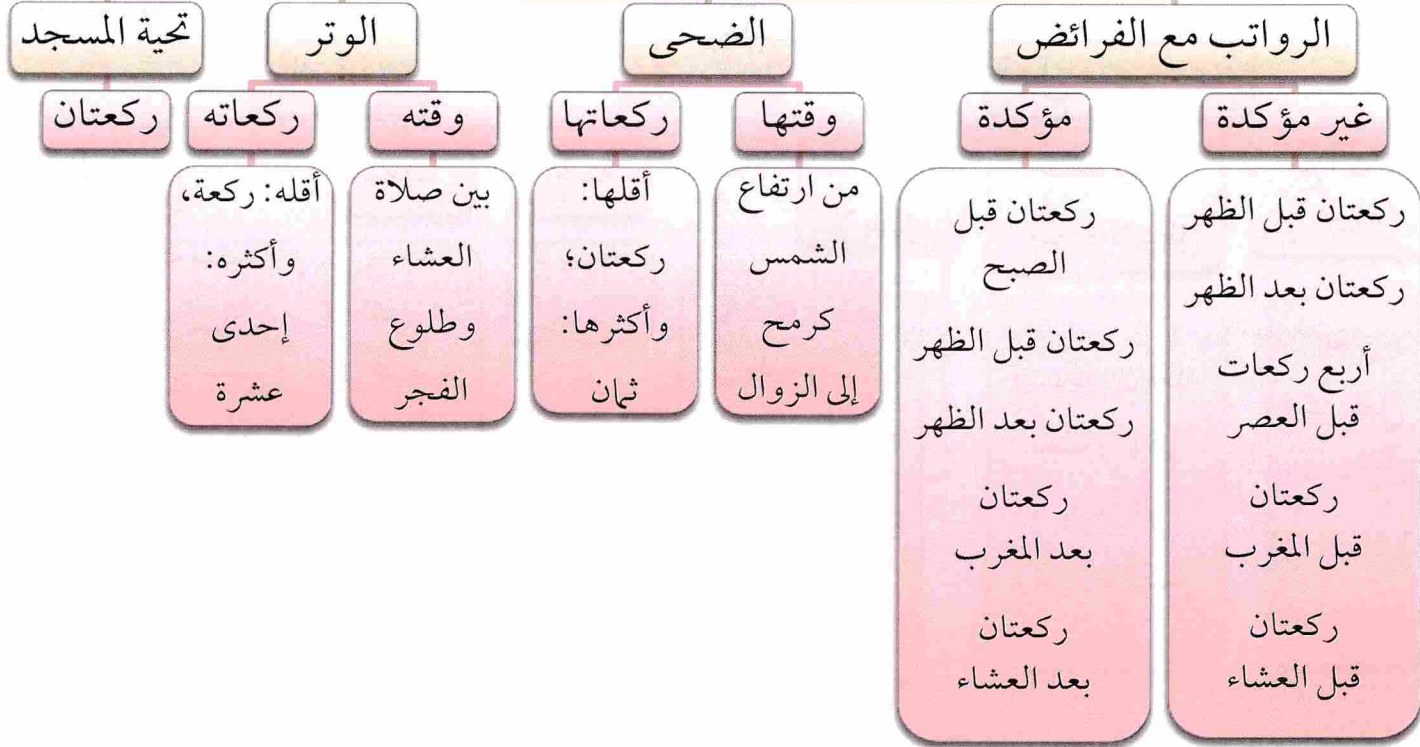 الرواتب مع الفرائض
الضحى
الوتر
تحية المسجد
غير مؤكدة
مؤكدة
وقتها
ركعاتها
وقته
ركعاته
ركعتان
ركعتان قبل الظهر
ركعتان بعد الظهر
أربع ركعات
قبل العصر
ركعتان
قبل المغرب
ركعتان
قبل العشاء
ركعتان قبل
الصبح
ركعتان قبل الظهر
ركعتان بعد الظهر
ركعتان
بعد المغرب
ركعتان
بعد العشاء
من ارتفاع
الشمس
كرمح
إلى الزوال
أقلها:
ركعتان؛
وأكثرها:
ثمان
بين صلاة
العشاء
وطلوع
الفجر
أقله: ركعة،
وأكثره:
إحدى
عشرة